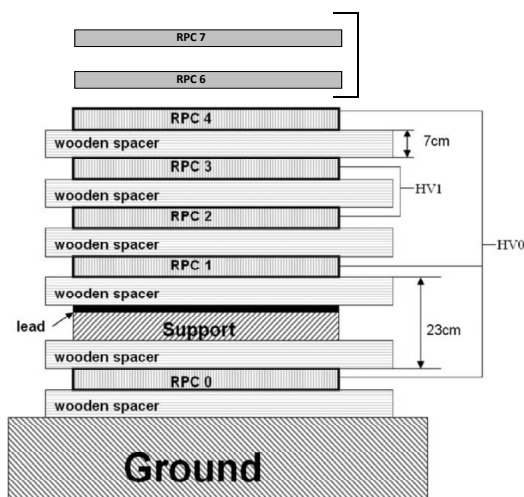 RPC 7
RPC 6
RPC 4
wooden spacer
7cm
RPC 3
wooden spacer
HV1
RPC 2
wooden spacer
HV0
RPC 1
wooden spacer
lead
Support
23cm
wooden spacer
RPC 0
wooden spacer
Ground